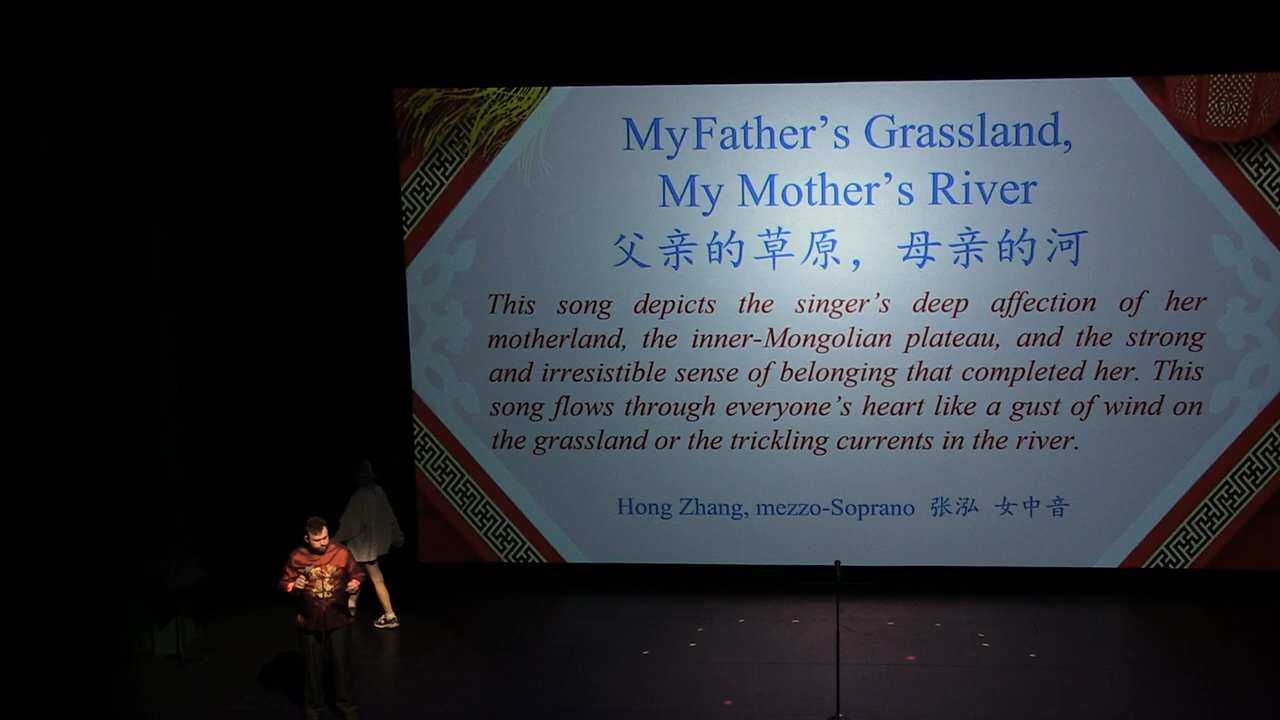 MyFather's Grassland,
My Mother's River
父亲的草原，母亲的河
This song depicts the singer's deep affection of her
motherland, the inner-Mongolian plateau, and the strong
and irresistible sense of belonging that completed her. This
song flows through everyone's heart like a gust of wind on
the grassland or the trickling currents in the river.
Hong Zhang, mezzo-Soprano 张泓 女中音